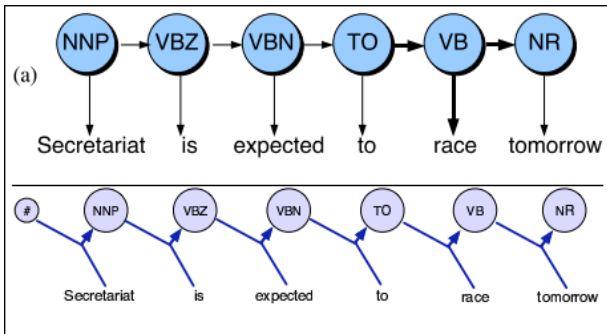 NNP VBZ VBN TO VB NR
(a)
Secretariat is expected to race tomorrow
# NNP VBZ VBN TO VB NR
Secretariat is expected to race tomorrow